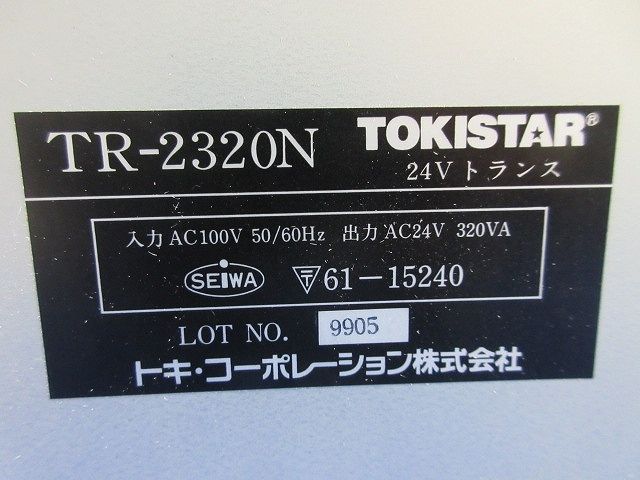 TR-2320N TOKISTAR®
24Vトランス
入力 AC100V 50/60Hz 出力 AC24V 320VA
SEIWA 〒61-15240
LOT NO. 9905
トキ・コーポレーション株式会社